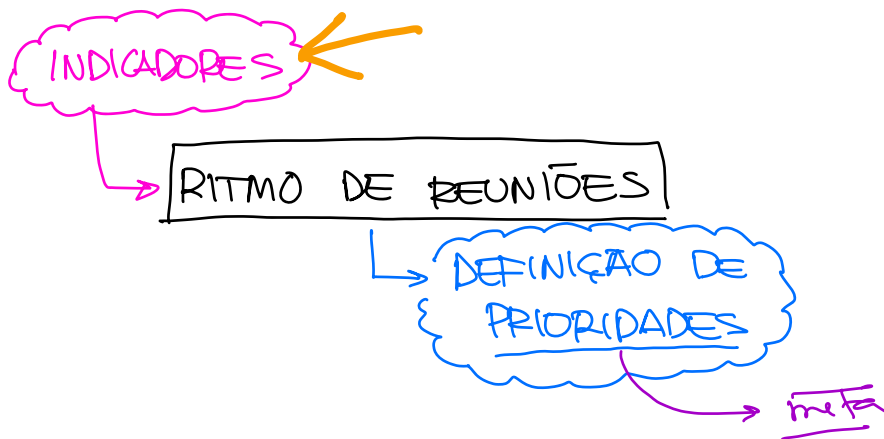 INDICADORES
RITMO DE REUNIÕES
DEFINIÇÃO DE
PRIORIDADES
meta